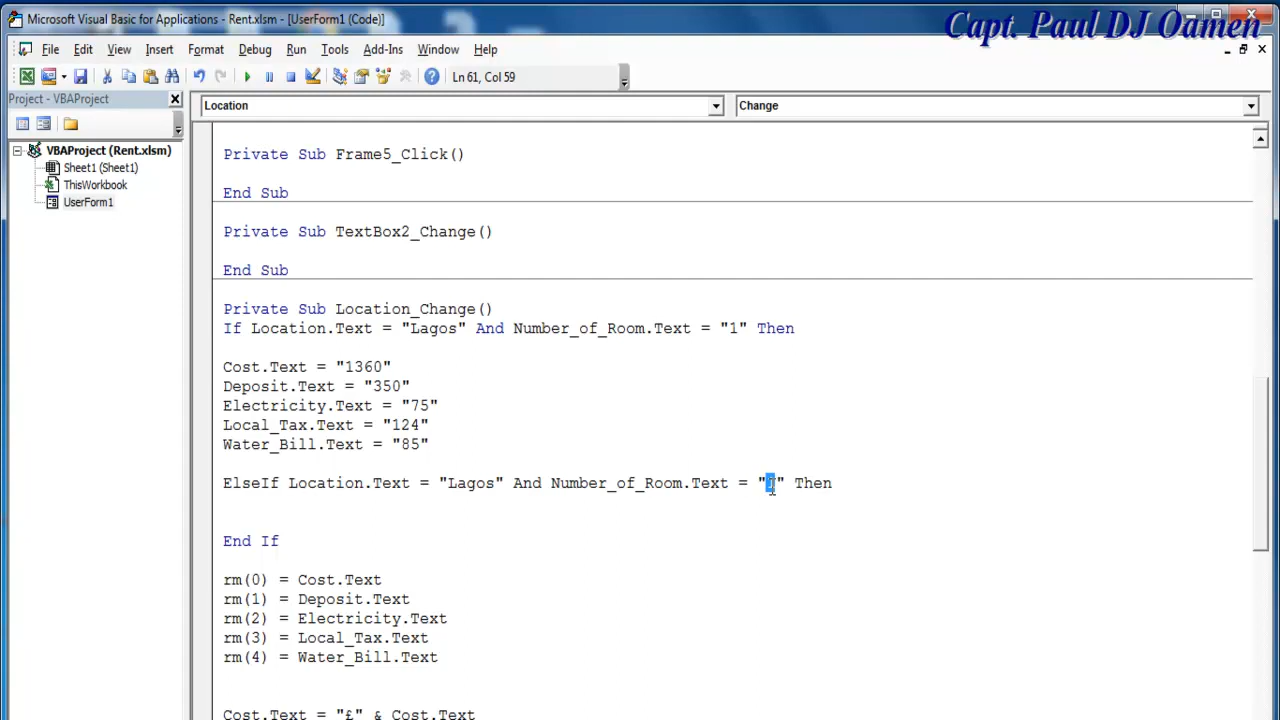 Microsoft Visual Basic for Applications - Rent.xlsm - [UserForm1 (Code)]
Capt. Paul DJ Oamen
File Edit View Insert Format Debug Run Tools Add-Ins Window Help
Ln 61, Col 59
Project - VBAProject
Location
Change
VBAProject (Rent.xlsm)
Sheet1 (Sheet1)
ThisWorkbook
UserForm1
Private Sub Frame5_Click()
End Sub
Private Sub TextBox2_Change()
End Sub
Private Sub Location_Change()
If Location.Text = "Lagos" And Number_of_Room.Text = "1" Then
Cost.Text = "1360"
Deposit.Text = "350"
Electricity.Text = "75"
Local_Tax.Text = "124"
Water_Bill.Text = "85"
ElseIf Location.Text = "Lagos" And Number_of_Room.Text = " " Then
End If
rm(0) = Cost.Text
rm(1) = Deposit.Text
rm(2) = Electricity.Text
rm(3) = Local_Tax.Text
rm(4) = Water_Bill.Text
Cost.Text = "£" & Cost.Text